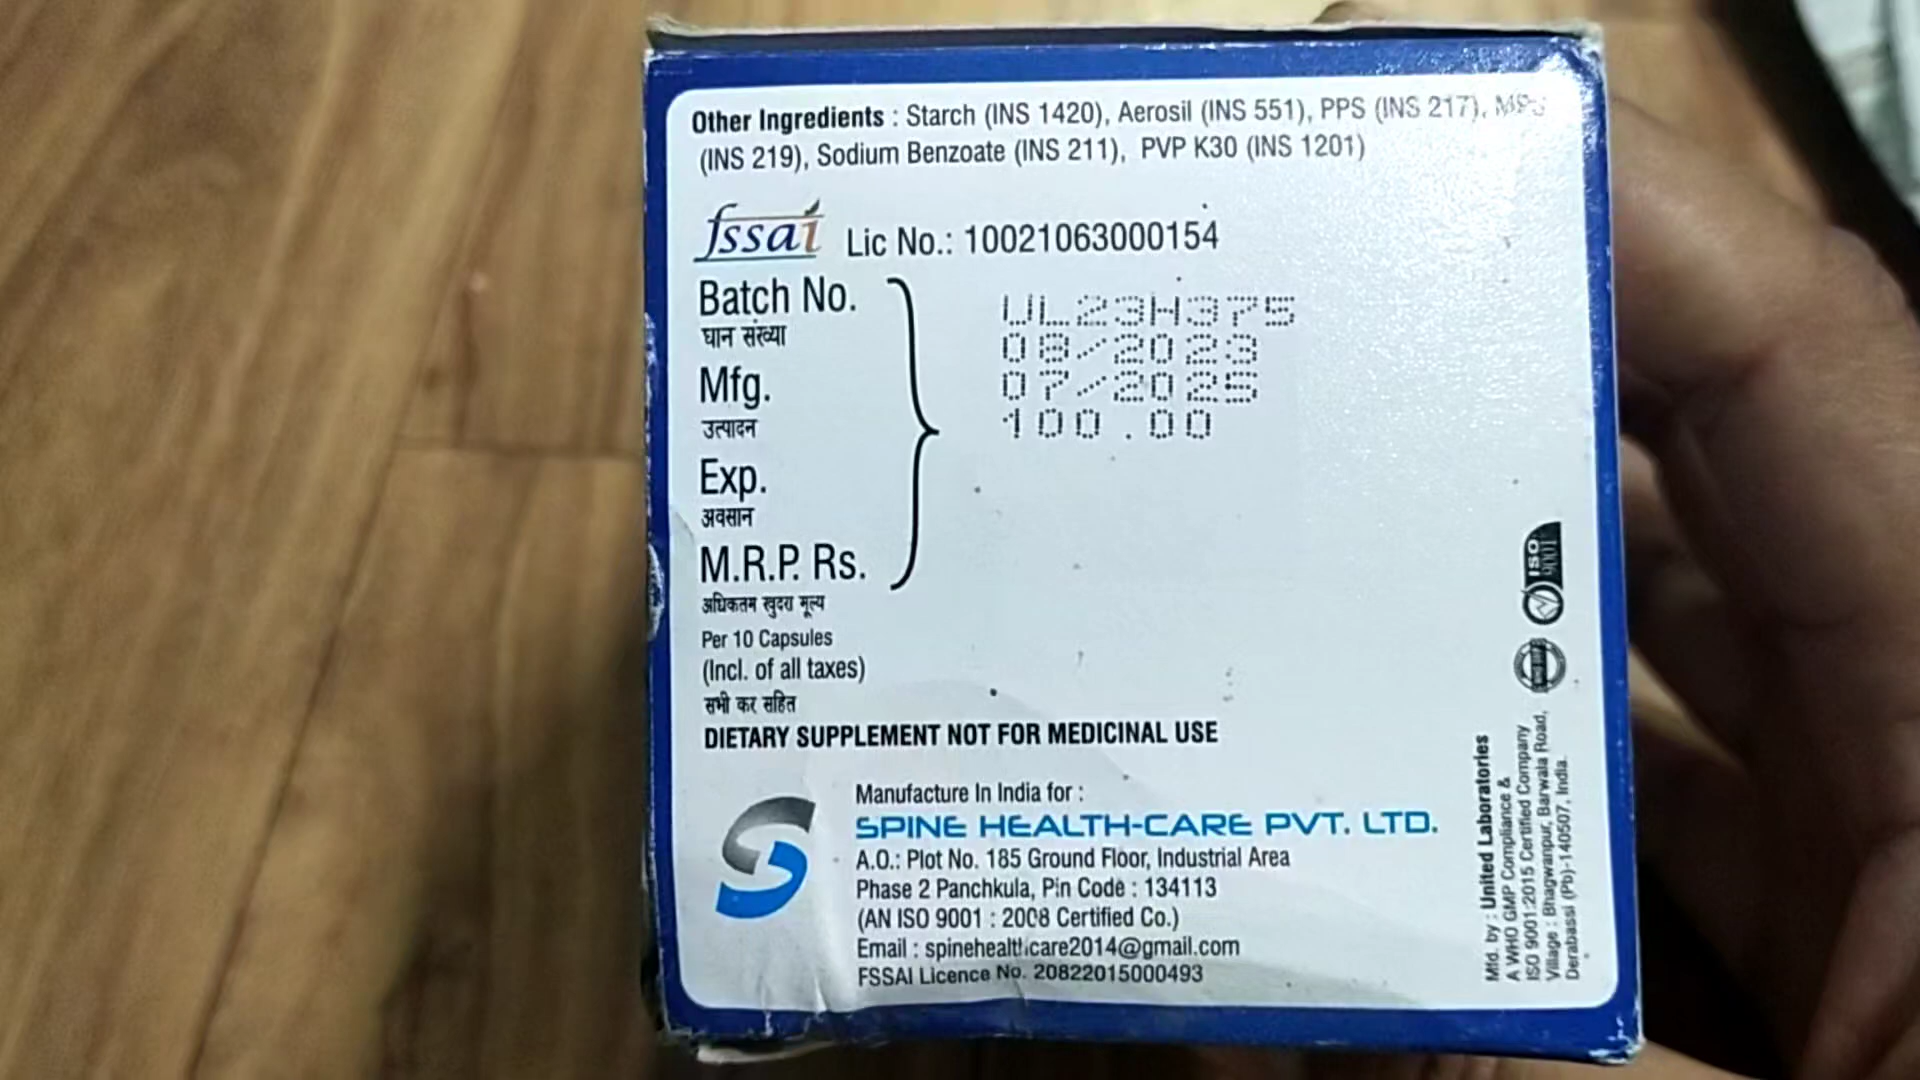 Other Ingredients : Starch (INS 1420), Aerosil (INS 551), PPS (INS 217), MPS
(INS 219), Sodium Benzoate (INS 211), PVP K30 (INS 1201)
fssai Lic No.: 10021063000154
Batch No.
घान संख्या
Mfg.
उत्पादन
Exp.
अवसान
M.R.P. Rs.
अधिकतम खुदरा मूल्य
Per 10 Capsules
(Incl. of all taxes)
सभी कर सहित
UL23H375
08/2023
07/2025
100.00
DIETARY SUPPLEMENT NOT FOR MEDICINAL USE
Manufacture In India for :
SPINE HEALTH-CARE PVT. LTD.
A.O.: Plot No. 185 Ground Floor, Industrial Area
Phase 2 Panchkula, Pin Code : 134113
(AN ISO 9001 : 2008 Certified Co.)
Email : spinehealthcare2014@gmail.com
FSSAI Licence No. 20822015000493
ISO
9001
Mfd. by : United Laboratories
A WHO GMP Compliance &
ISO 9001:2015 Certified Company
Village : Bhagwanpur, Barwala Road,
Derabassi (Pb)-140507, India.